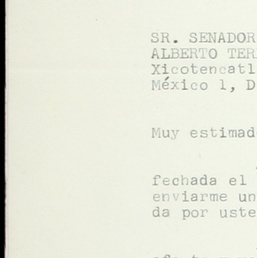 SR. SENADOR
ALBERTO TER
Xicotencatl
México 1, D
Muy estimad
fechada el
enviarme un
da por uste